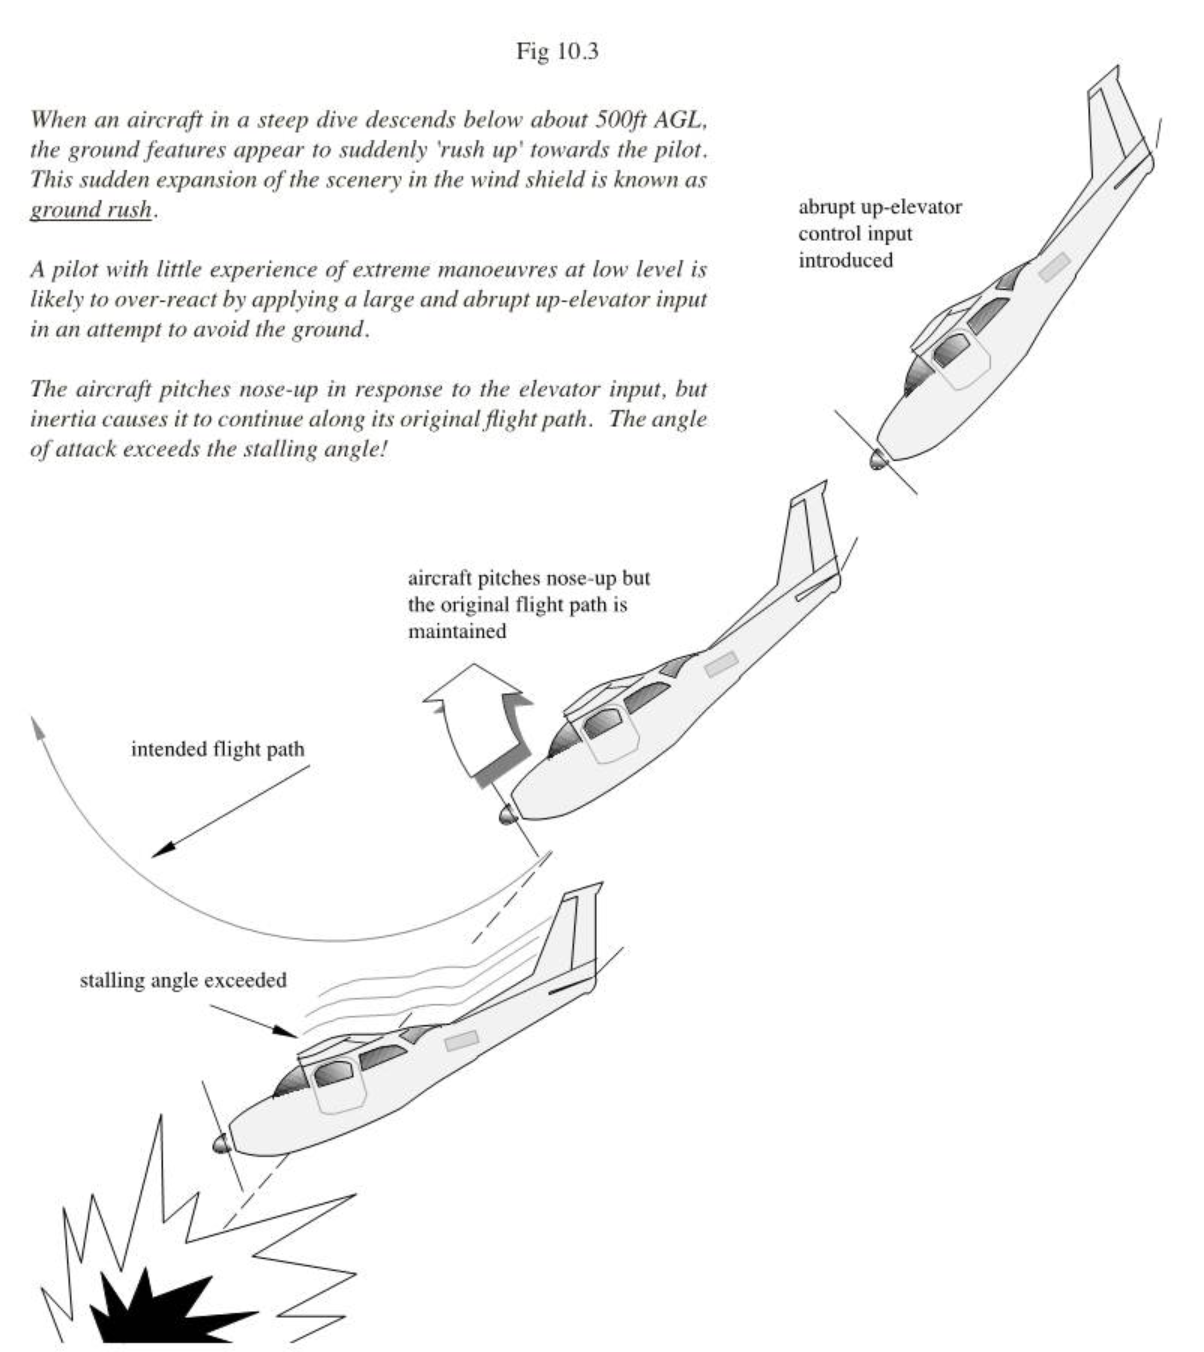 Fig 10.3
When an aircraft in a steep dive descends below about 500ft AGL,
the ground features appear to suddenly 'rush up' towards the pilot.
This sudden expansion of the scenery in the wind shield is known as
ground rush.
A pilot with little experience of extreme manoeuvres at low level is
likely to over-react by applying a large and abrupt up-elevator input
in an attempt to avoid the ground.
The aircraft pitches nose-up in response to the elevator input, but
inertia causes it to continue along its original flight path. The angle
of attack exceeds the stalling angle!
abrupt up-elevator
control input
introduced
aircraft pitches nose-up but
the original flight path is
maintained
intended flight path
stalling angle exceeded